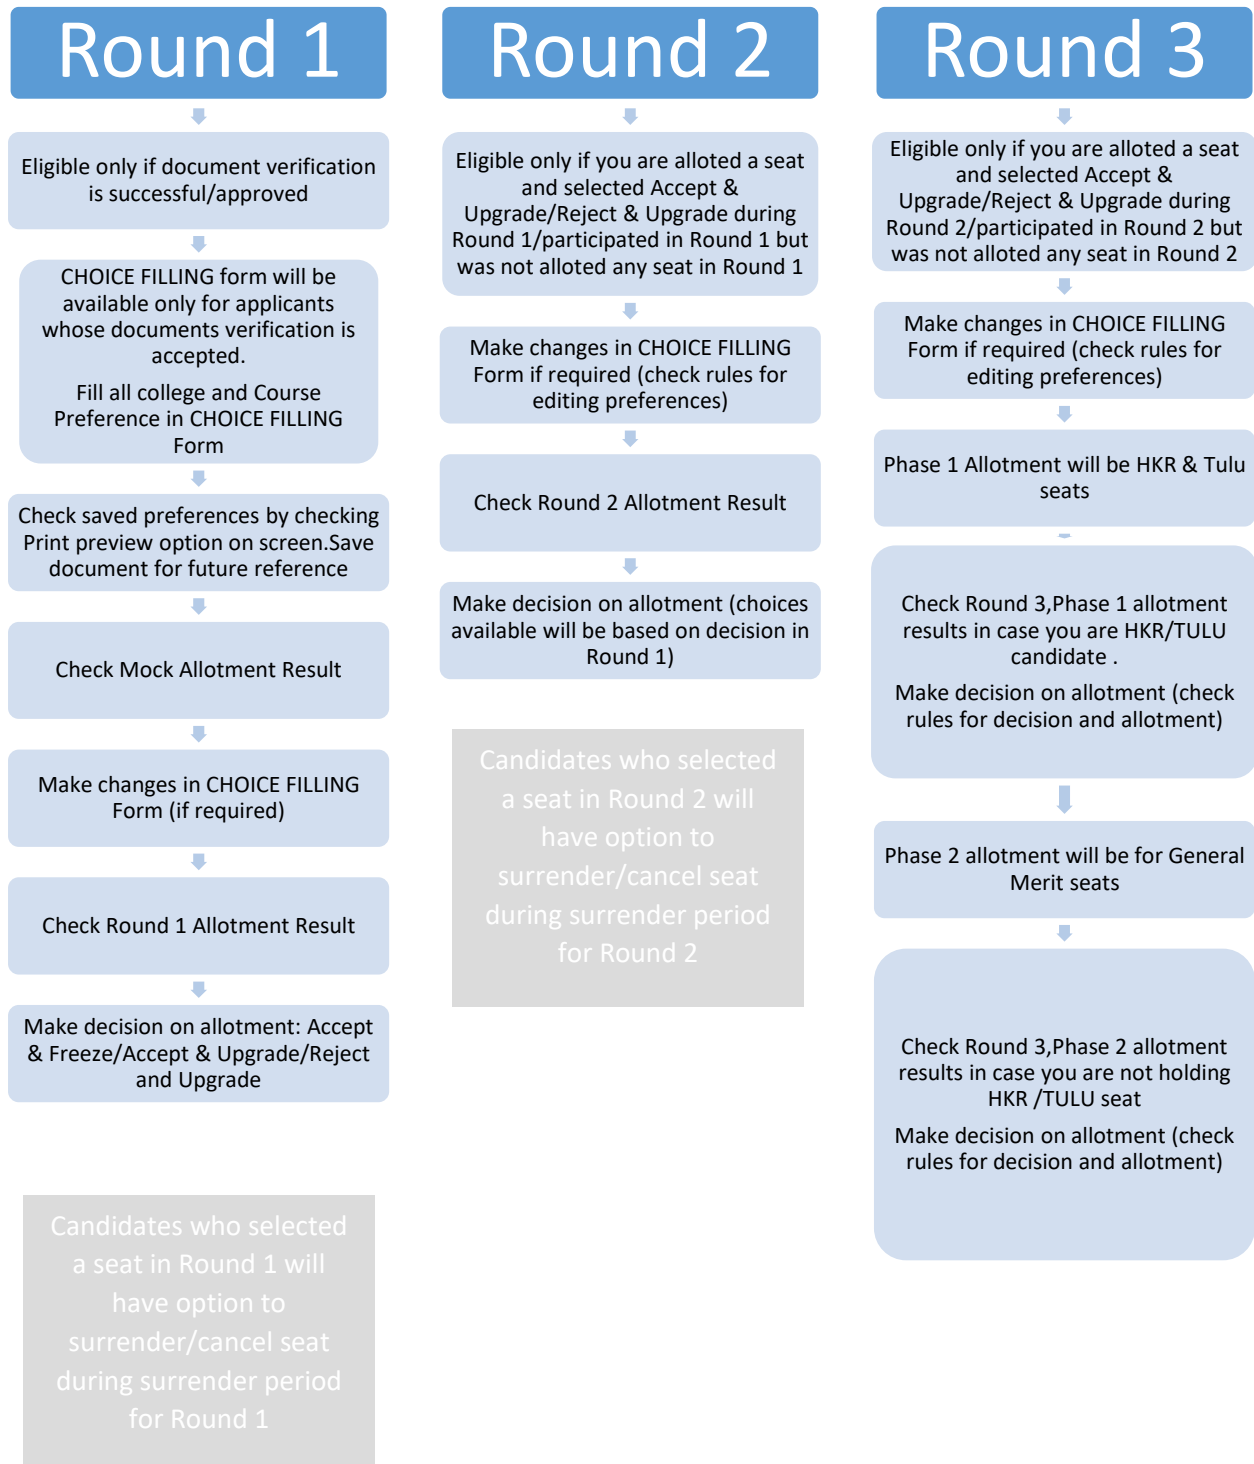 Round 1
Eligible only if document verification
is successful/approved
CHOICE FILLING form will be
available only for applicants
whose documents verification is
accepted.
Fill all college and Course
Preference in CHOICE FILLING
Form
Check saved preferences by checking
Print preview option on screen.Save
document for future reference
Check Mock Allotment Result
Make changes in CHOICE FILLING
Form (if required)
Check Round 1 Allotment Result
Make decision on allotment: Accept
& Freeze/Accept & Upgrade/Reject
and Upgrade
Candidates who selected
a seat in Round 1 will
have option to
surrender/cancel seat
during surrender period
for Round 1
Round 2
Eligible only if you are alloted a seat
and selected Accept &
Upgrade/Reject & Upgrade during
Round 1/participated in Round 1 but
was not alloted any seat in Round 1
Make changes in CHOICE FILLING
Form if required (check rules for
editing preferences)
Check Round 2 Allotment Result
Make decision on allotment (choices
available will be based on decision in
Round 1)
Candidates who selected
a seat in Round 2 will
have option to
surrender/cancel seat
during surrender period
for Round 2
Round 3
Eligible only if you are alloted a seat
and selected Accept &
Upgrade/Reject & Upgrade during
Round 2/participated in Round 2 but
was not alloted any seat in Round 2
Make changes in CHOICE FILLING
Form if required (check rules for
editing preferences)
Phase 1 Allotment will be HKR & Tulu
seats
Check Round 3,Phase 1 allotment
results in case you are HKR/TULU
candidate .
Make decision on allotment (check
rules for decision and allotment)
Phase 2 allotment will be for General
Merit seats
Check Round 3,Phase 2 allotment
results in case you are not holding
HKR /TULU seat
Make decision on allotment (check
rules for decision and allotment)